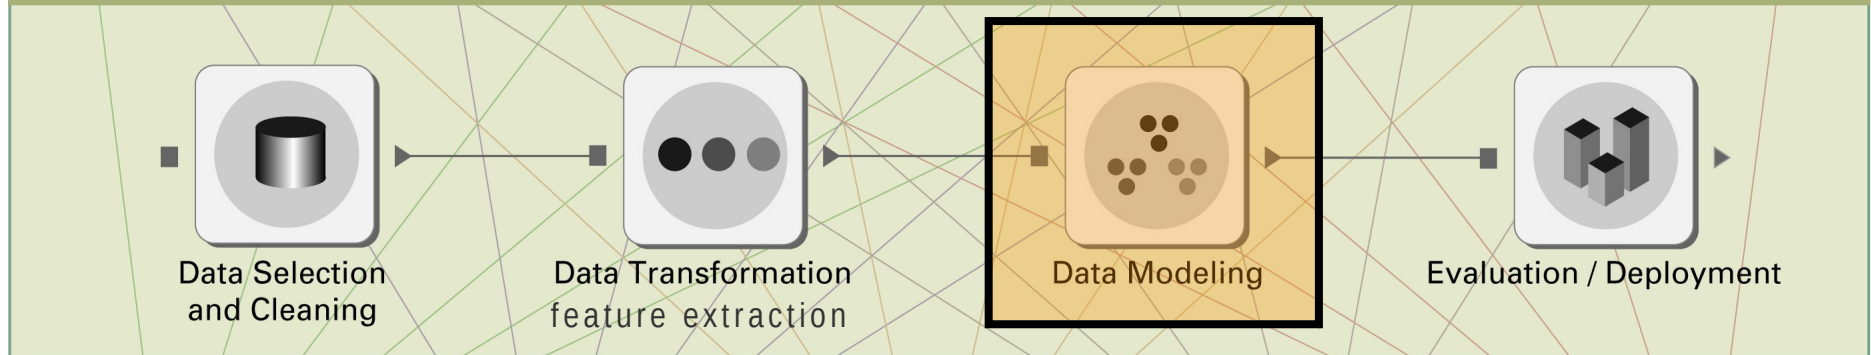 Data Selection
and Cleaning
Data Transformation
feature extraction
Data Modeling
Evaluation / Deployment